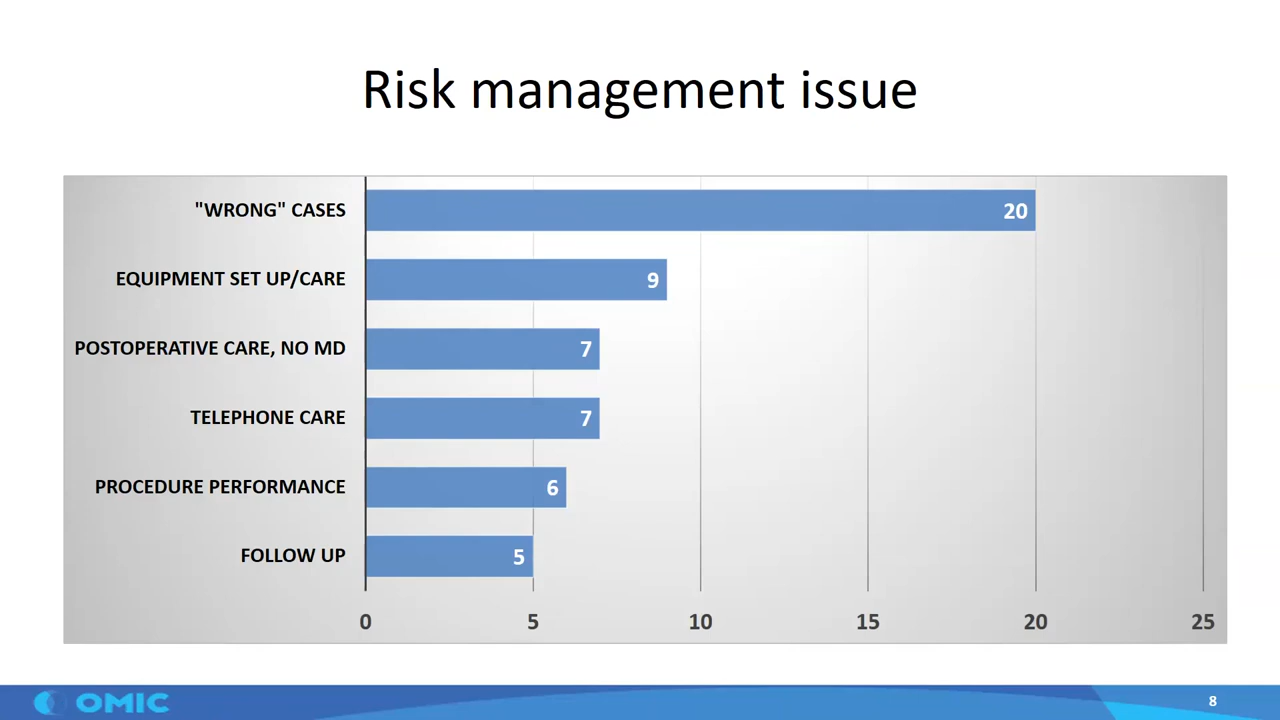 Risk management issue
"WRONG" CASES
20
EQUIPMENT SET UP/CARE
9
POSTOPERATIVE CARE, NO MD
7
TELEPHONE CARE
7
PROCEDURE PERFORMANCE
6
FOLLOW UP
5
0 5 10 15 20 25
OMIC
8